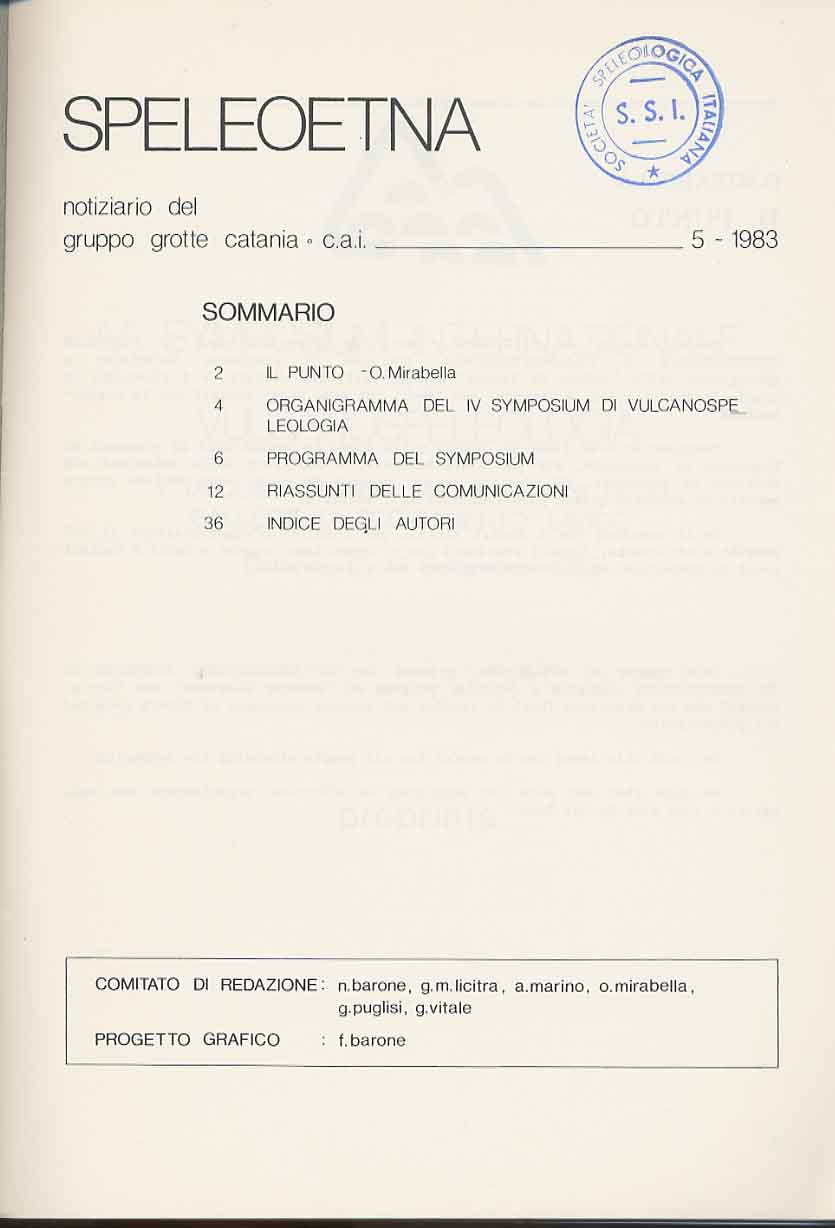 SPELEOETNA
SOCIETA' SPELEOLOGICA ITALIANA
S. S. I.
notiziario del
gruppo grotte catania ◦ c.a.i. 5 - 1983
SOMMARIO
2 IL PUNTO - O. Mirabella
4 ORGANIGRAMMA DEL IV SYMPOSIUM DI VULCANOSPE_
LEOLOGIA
6 PROGRAMMA DEL SYMPOSIUM
12 RIASSUNTI DELLE COMUNICAZIONI
36 INDICE DEGLI AUTORI
COMITATO DI REDAZIONE: n.barone, g.m.licitra, a.marino, o.mirabella,
g.puglisi, g.vitale
PROGETTO GRAFICO : f.barone